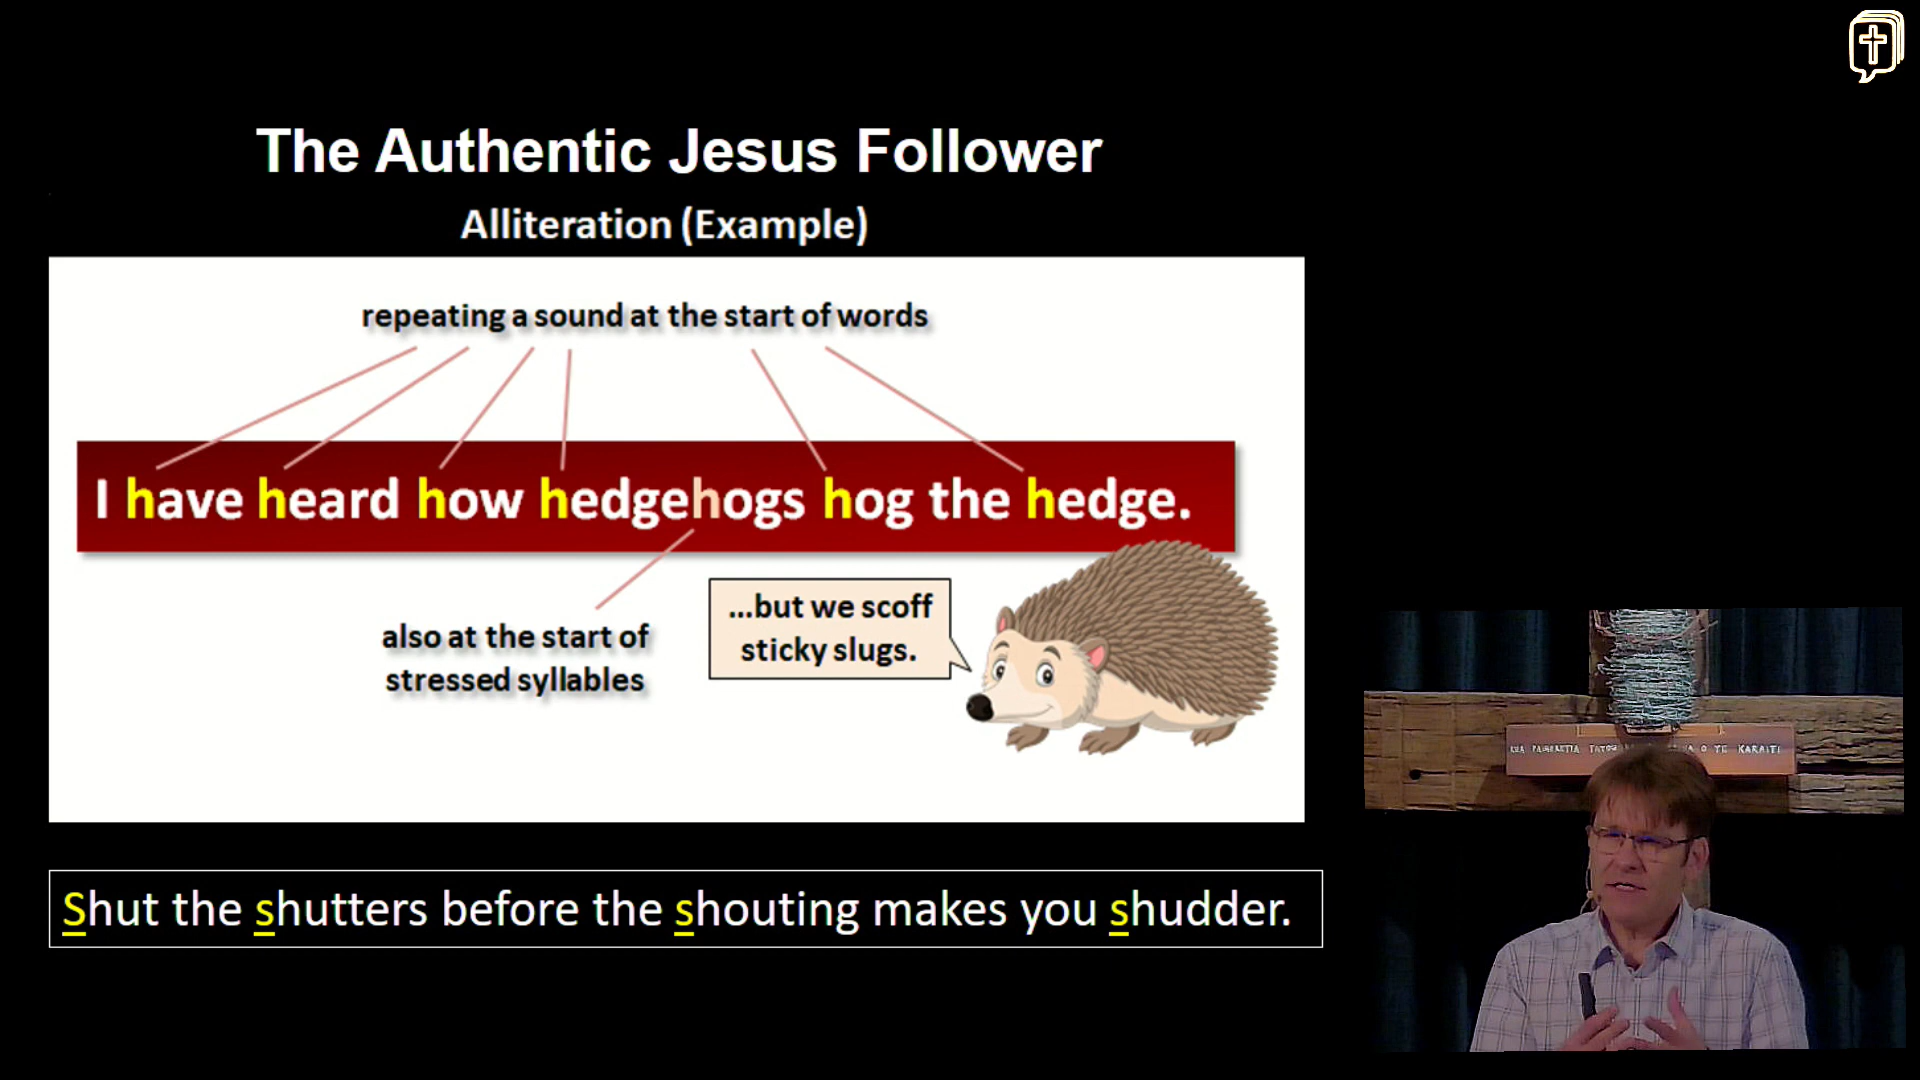 The Authentic Jesus Follower
Alliteration (Example)
repeating a sound at the start of words
I have heard how hedgehogs hog the hedge.
also at the start of
stressed syllables
...but we scoff
sticky slugs.
Shut the shutters before the shouting makes you shudder.
O TE KARAITI